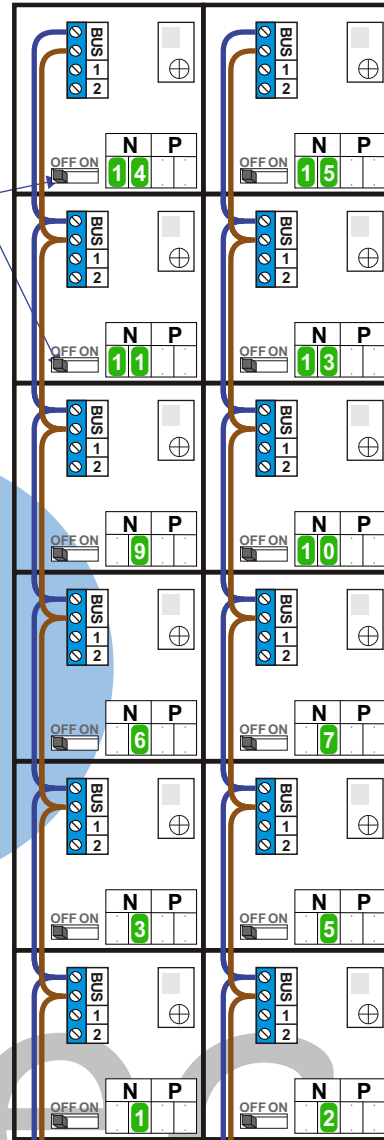 BUS 1 2 BUS 1 2
N P N P
OFF ON 1 4 OFF ON 1 5
BUS 1 2 BUS 1 2
N P N P
OFF ON 1 1 OFF ON 1 3
BUS 1 2 BUS 1 2
N P N P
OFF ON 9 OFF ON 1 0
BUS 1 2 BUS 1 2
N P N P
OFF ON 6 OFF ON 7
BUS 1 2 BUS 1 2
N P N P
OFF ON 3 OFF ON 5
BUS 1 2 BUS 1 2
N P N P
OFF ON 1 OFF ON 2